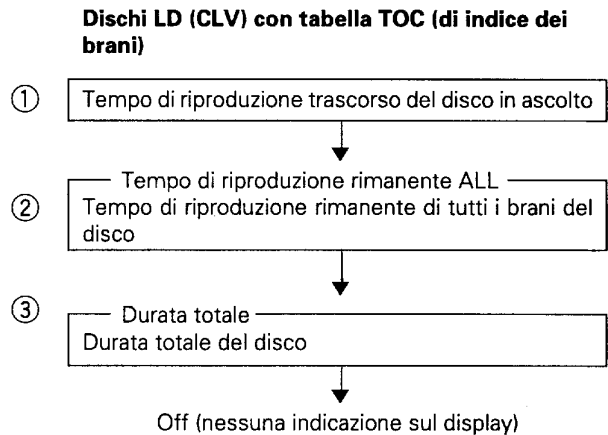 Dischi LD (CLV) con tabella TOC (di indice dei
brani)
① Tempo di riproduzione trascorso del disco in ascolto
Tempo di riproduzione rimanente ALL
② Tempo di riproduzione rimanente di tutti i brani del
disco
③ Durata totale
Durata totale del disco
Off (nessuna indicazione sul display)